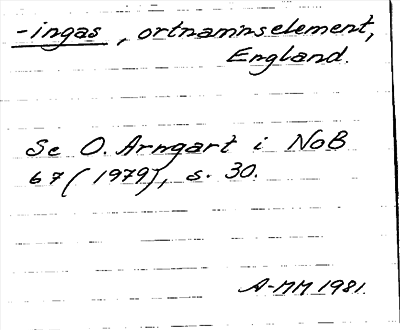 -ingas, ortnamnselement,
England.
Se O. Arngart i NoB
67 (1979), s. 30.
A-MM 1981.